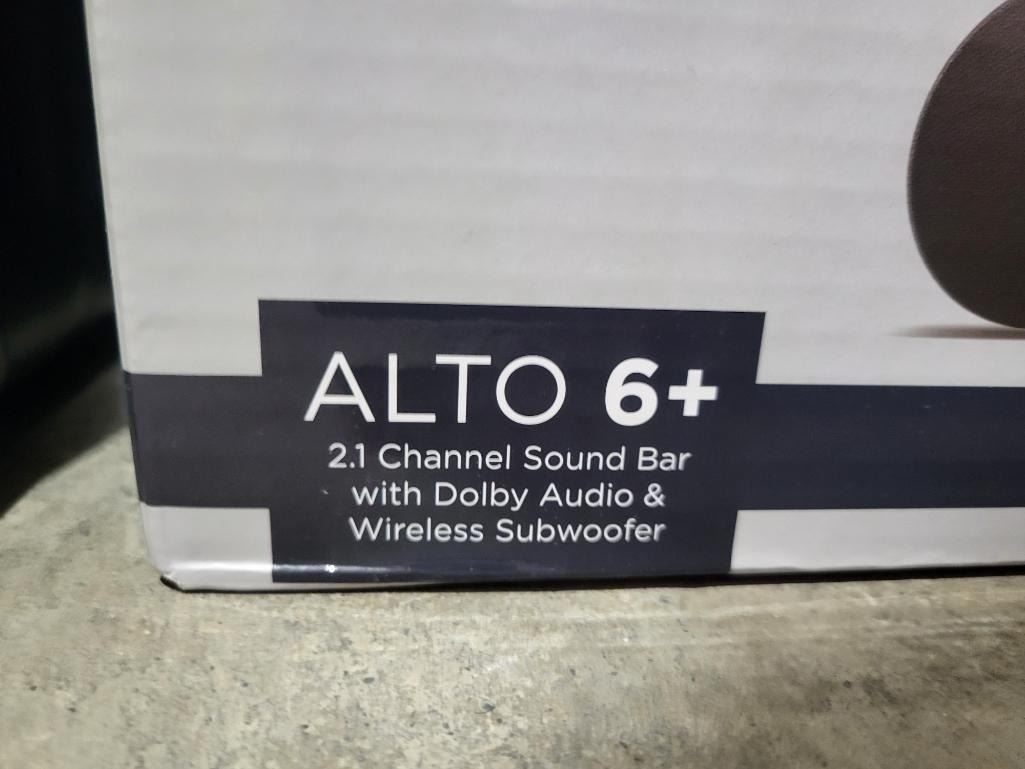 ALTO 6+
2.1 Channel Sound Bar
with Dolby Audio &
Wireless Subwoofer